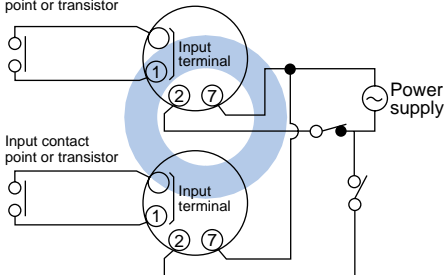 point or transistor
Input
terminal
1
2 7
Power
supply
Input contact
point or transistor
Input
terminal
1
2 7